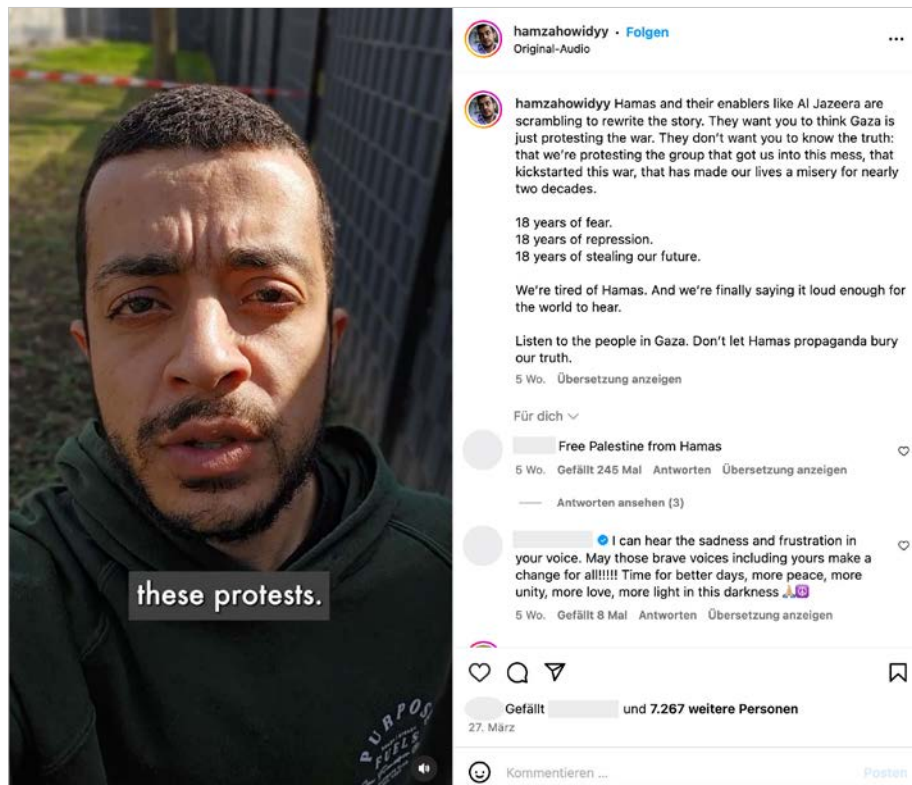 hamzahowidyy • Folgen
Original-Audio
hamzahowidyy Hamas and their enablers like Al Jazeera are
scrambling to rewrite the story. They want you to think Gaza is
just protesting the war. They don't want you to know the truth:
that we're protesting the group that got us into this mess, that
kickstarted this war, that has made our lives a misery for nearly
two decades.
18 years of fear.
18 years of repression.
18 years of stealing our future.
We're tired of Hamas. And we're finally saying it loud enough for
the world to hear.
Listen to the people in Gaza. Don't let Hamas propaganda bury
our truth.
5 Wo. Übersetzung anzeigen
Für dich
Free Palestine from Hamas
5 Wo. Gefällt 245 Mal Antworten Übersetzung anzeigen
Antworten ansehen (3)
I can hear the sadness and frustration in
your voice. May those brave voices including yours make a
change for all!!!!! Time for better days, more peace, more
unity, more love, more light in this darkness 🙏🏼☮️
5 Wo. Gefällt 8 Mal Antworten Übersetzung anzeigen
Gefällt und 7.267 weitere Personen
27. März
Kommentieren ...
Posten
these protests.
PURPOSE
FUELS